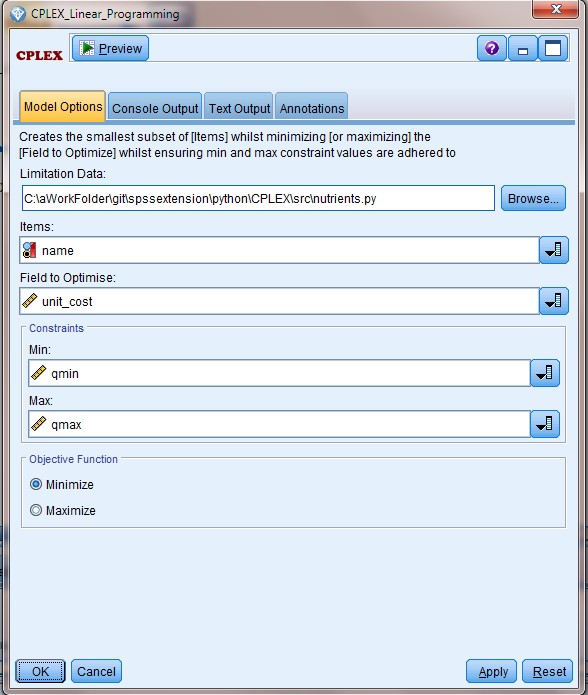 CPLEX_Linear_Programming
CPLEX
Preview
?
Model Options
Console Output
Text Output
Annotations
Creates the smallest subset of [Items] whilst minimizing [or maximizing] the
[Field to Optimize] whilst ensuring min and max constraint values are adhered to
Limitation Data:
C:\aWorkFolder\git\spssextension\python\CPLEX\src\nutrients.py
Browse...
Items:
name
Field to Optimise:
unit_cost
Constraints
Min:
qmin
Max:
qmax
Objective Function
Minimize
Maximize
OK
Cancel
Apply
Reset